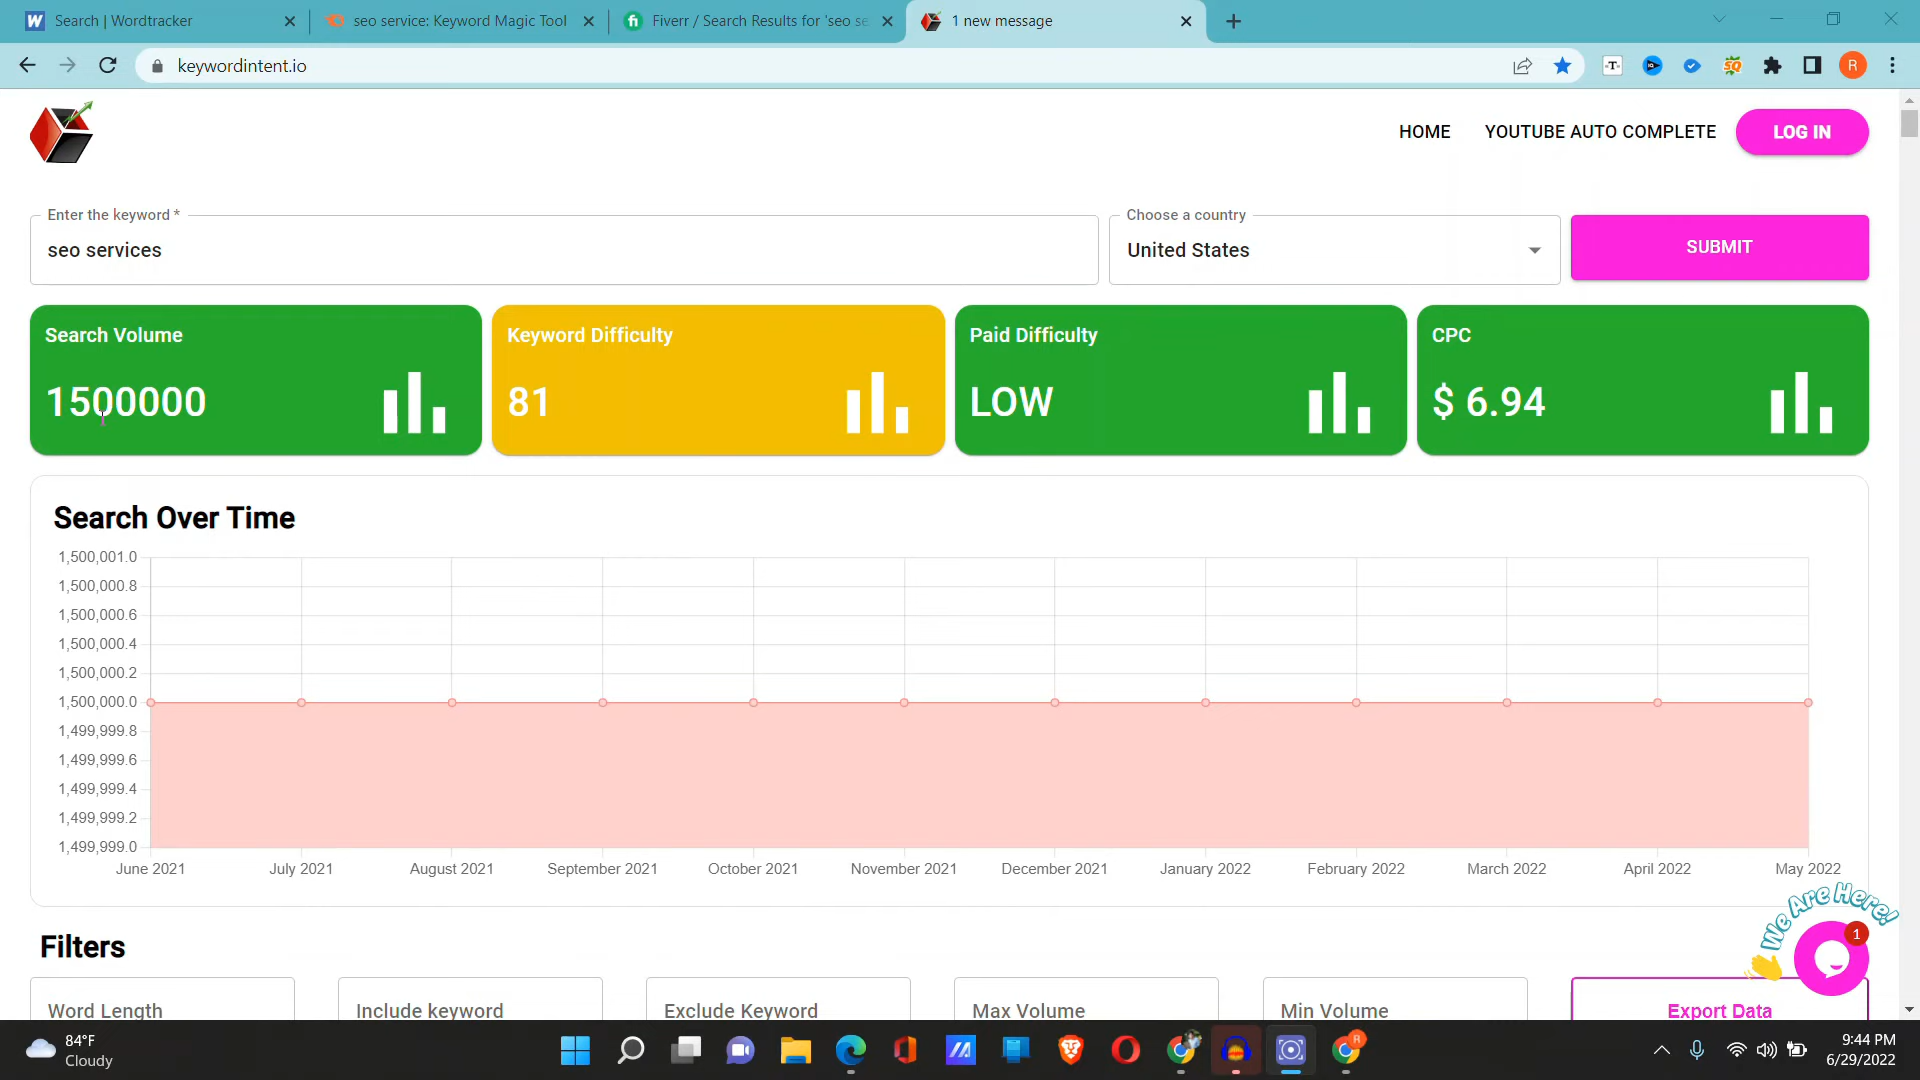 Search | Wordtracker
seo service: Keyword Magic Tool
Fiverr / Search Results for 'seo se
1 new message
keywordintent.io
-T-
SQ
R
HOME
YOUTUBE AUTO COMPLETE
LOG IN
Enter the keyword *
seo services
Choose a country
United States
SUBMIT
Search Volume
1500000
Keyword Difficulty
81
Paid Difficulty
LOW
CPC
$ 6.94
Search Over Time
1,500,001.0
1,500,000.8
1,500,000.6
1,500,000.4
1,500,000.2
1,500,000.0
1,499,999.8
1,499,999.6
1,499,999.4
1,499,999.2
1,499,999.0
June 2021
July 2021
August 2021
September 2021
October 2021
November 2021
December 2021
January 2022
February 2022
March 2022
April 2022
May 2022
We Are Here!
1
Filters
Word Length
Include keyword
Exclude Keyword
Max Volume
Min Volume
Export Data
84°F
Cloudy
R
9:44 PM
6/29/2022